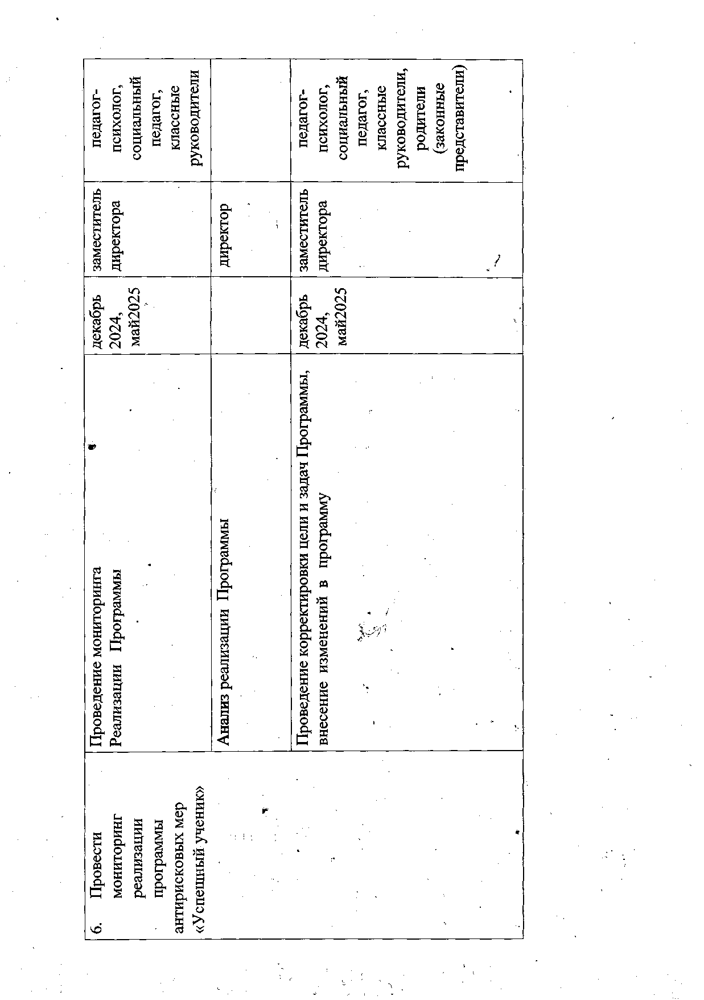 6. Провести
мониторинг
реализации
программы
антирисковых мер
«Успешный ученик»
Проведение мониторинга
Реализации Программы
декабрь
2024,
май2025
заместитель
директора
педагог-
психолог,
социальный
педагог,
классные
руководители
Анализ реализации Программы
директор
Проведение корректировки цели и задач Программы,
внесение изменений в программу
декабрь
2024,
май2025
заместитель
директора
педагог-
психолог,
социальный
педагог,
классные
руководители,
родители
(законные
представители)